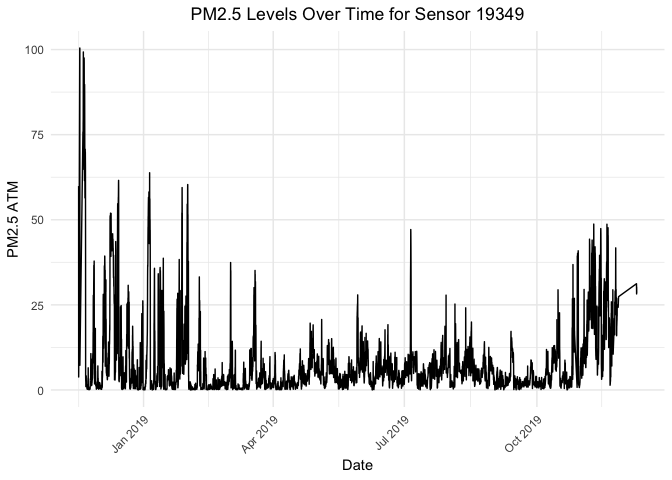 PM2.5 Levels Over Time for Sensor 19349
100
75
50
25
0
PM2.5 ATM
Jan 2019
Apr 2019
Jul 2019
Oct 2019
Date